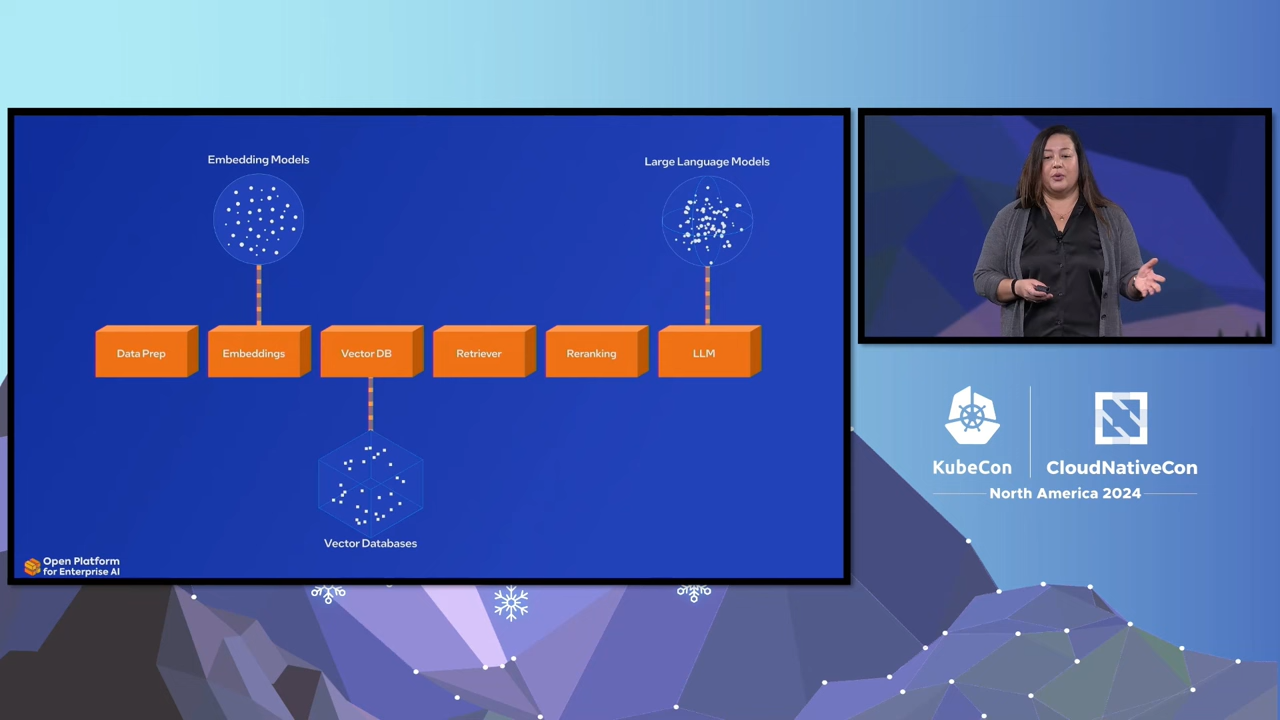 Embedding Models
Large Language Models
Data Prep
Embeddings
Vector DB
Retriever
Reranking
LLM
Vector Databases
Open Platform
for Enterprise AI
KubeCon
CloudNativeCon
North America 2024